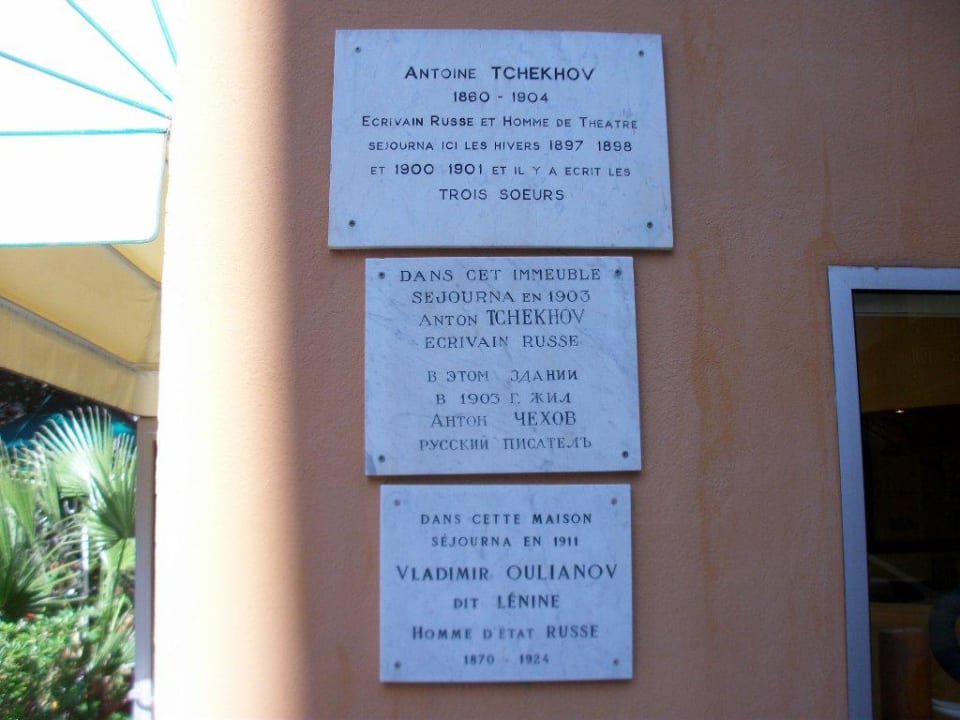 ANTOINE TCHEKHOV
1860 - 1904
ECRIVAIN RUSSE ET HOMME DE THEATRE
SEJOURNA ICI LES HIVERS 1897 1898
ET 1900 1901 ET IL Y A ECRIT LES
TROIS SOEURS
DANS CET IMMEUBLE
SEJOURNA EN 1903
ANTON TCHEKHOV
ECRIVAIN RUSSE
В ЭТОМ ЗДАНИИ
В 1903 Г. ЖИЛ
АНТОН ЧЕХОВ
РУССКИЙ ПИСАТЕЛЪ
DANS CETTE MAISON
SÉJOURNA EN 1911
VLADIMIR OULIANOV
DIT LÉNINE
HOMME D'ÉTAT RUSSE
1870 - 1924